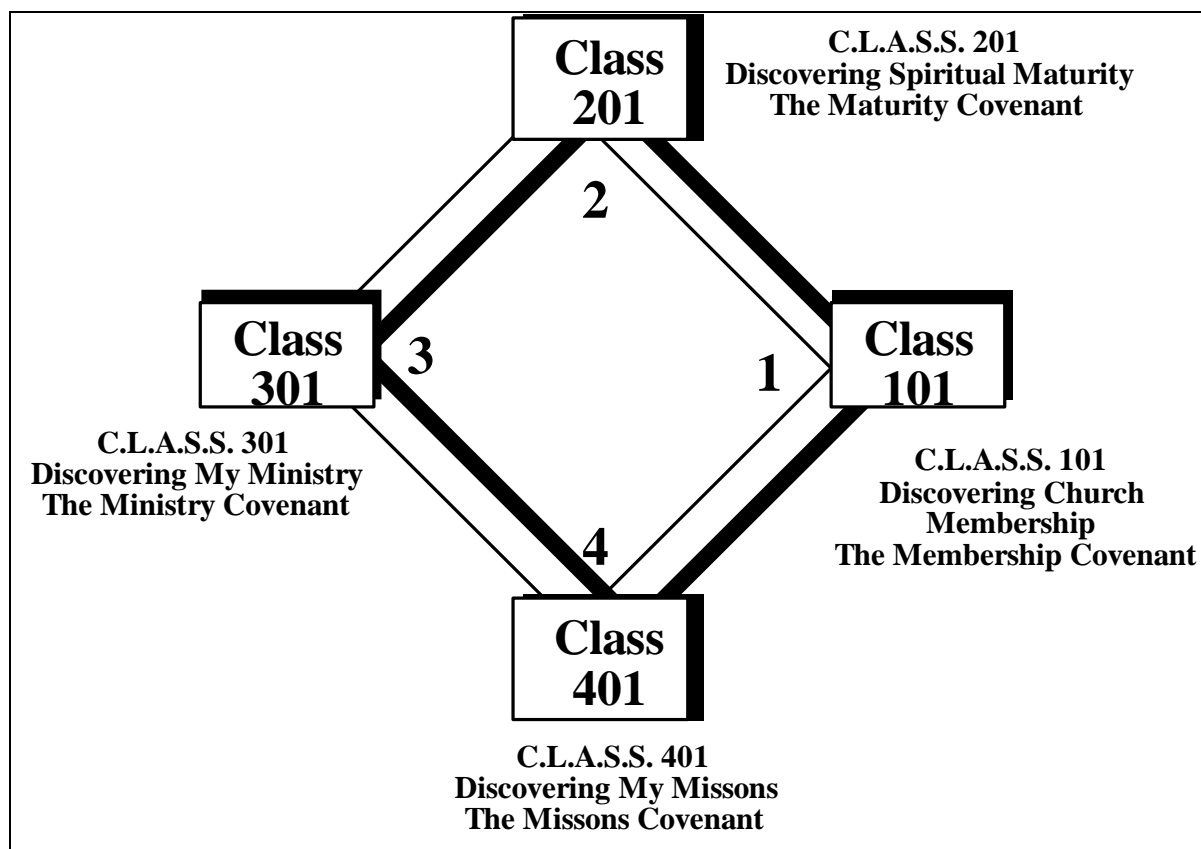 Class
201
C.L.A.S.S. 201
Discovering Spiritual Maturity
The Maturity Covenant
2
Class
301
3
1
Class
101
C.L.A.S.S. 301
Discovering My Ministry
The Ministry Covenant
C.L.A.S.S. 101
Discovering Church
Membership
The Membership Covenant
4
Class
401
C.L.A.S.S. 401
Discovering My Missons
The Missons Covenant